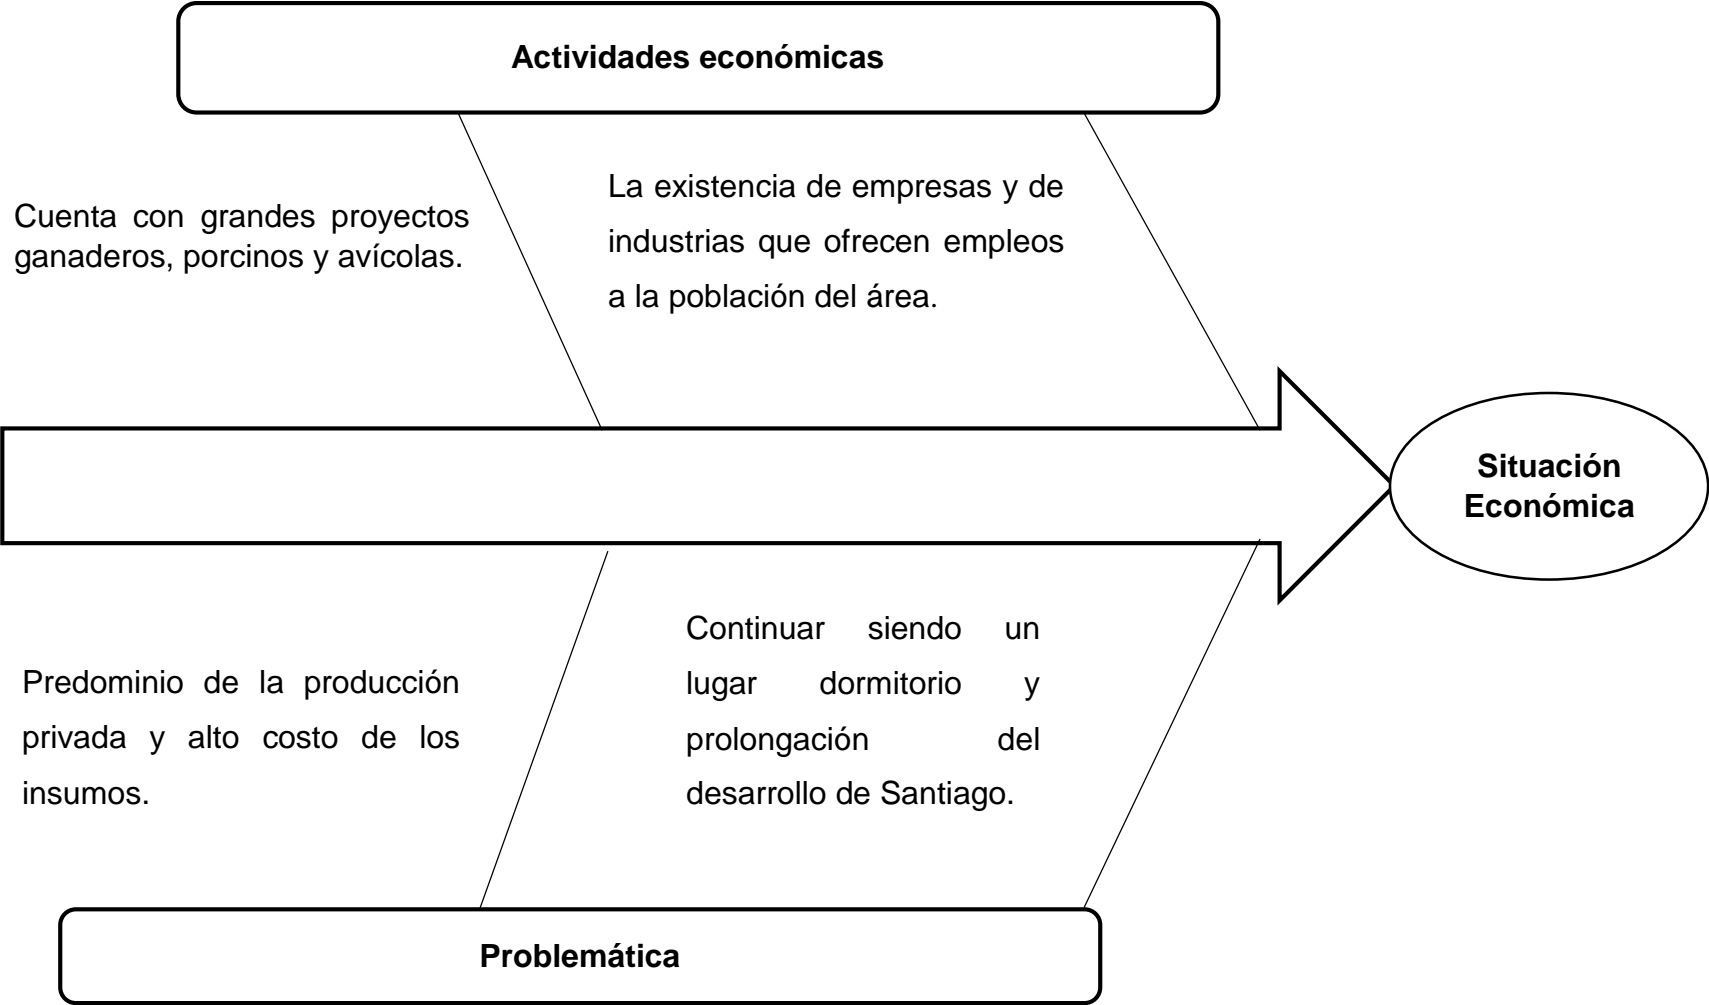 Actividades económicas
Cuenta con grandes proyectos
ganaderos, porcinos y avícolas.
La existencia de empresas y de
industrias que ofrecen empleos
a la población del área.
Situación
Económica
Predominio de la producción
privada y alto costo de los
insumos.
Continuar siendo un
lugar dormitorio y
prolongación del
desarrollo de Santiago.
Problemática